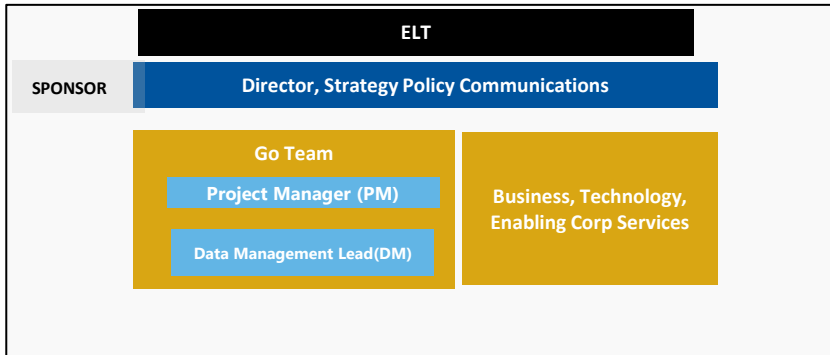 ELT
SPONSOR
Director, Strategy Policy Communications
Go Team
Project Manager (PM)
Data Management Lead(DM)
Business, Technology,
Enabling Corp Services